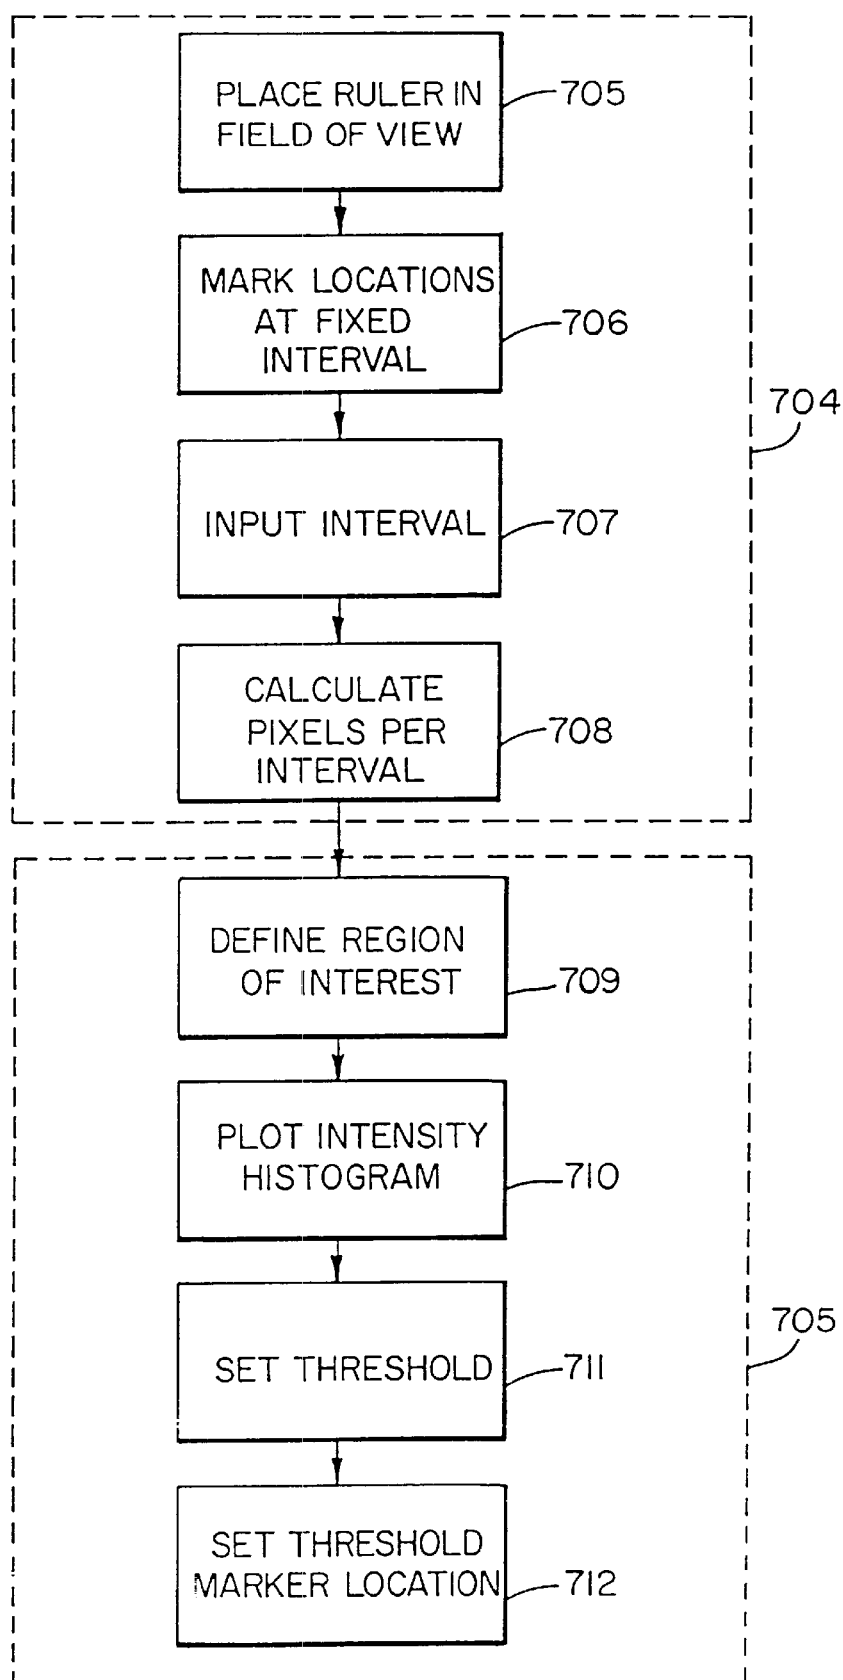 PLACE RULER IN
FIELD OF VIEW
705
MARK LOCATIONS
AT FIXED
INTERVAL
706
704
INPUT INTERVAL
707
CALCULATE
PIXELS PER
INTERVAL
708
DEFINE REGION
OF INTEREST
709
PLOT INTENSITY
HISTOGRAM
710
705
SET THRESHOLD
711
SET THRESHOLD
MARKER LOCATION
712